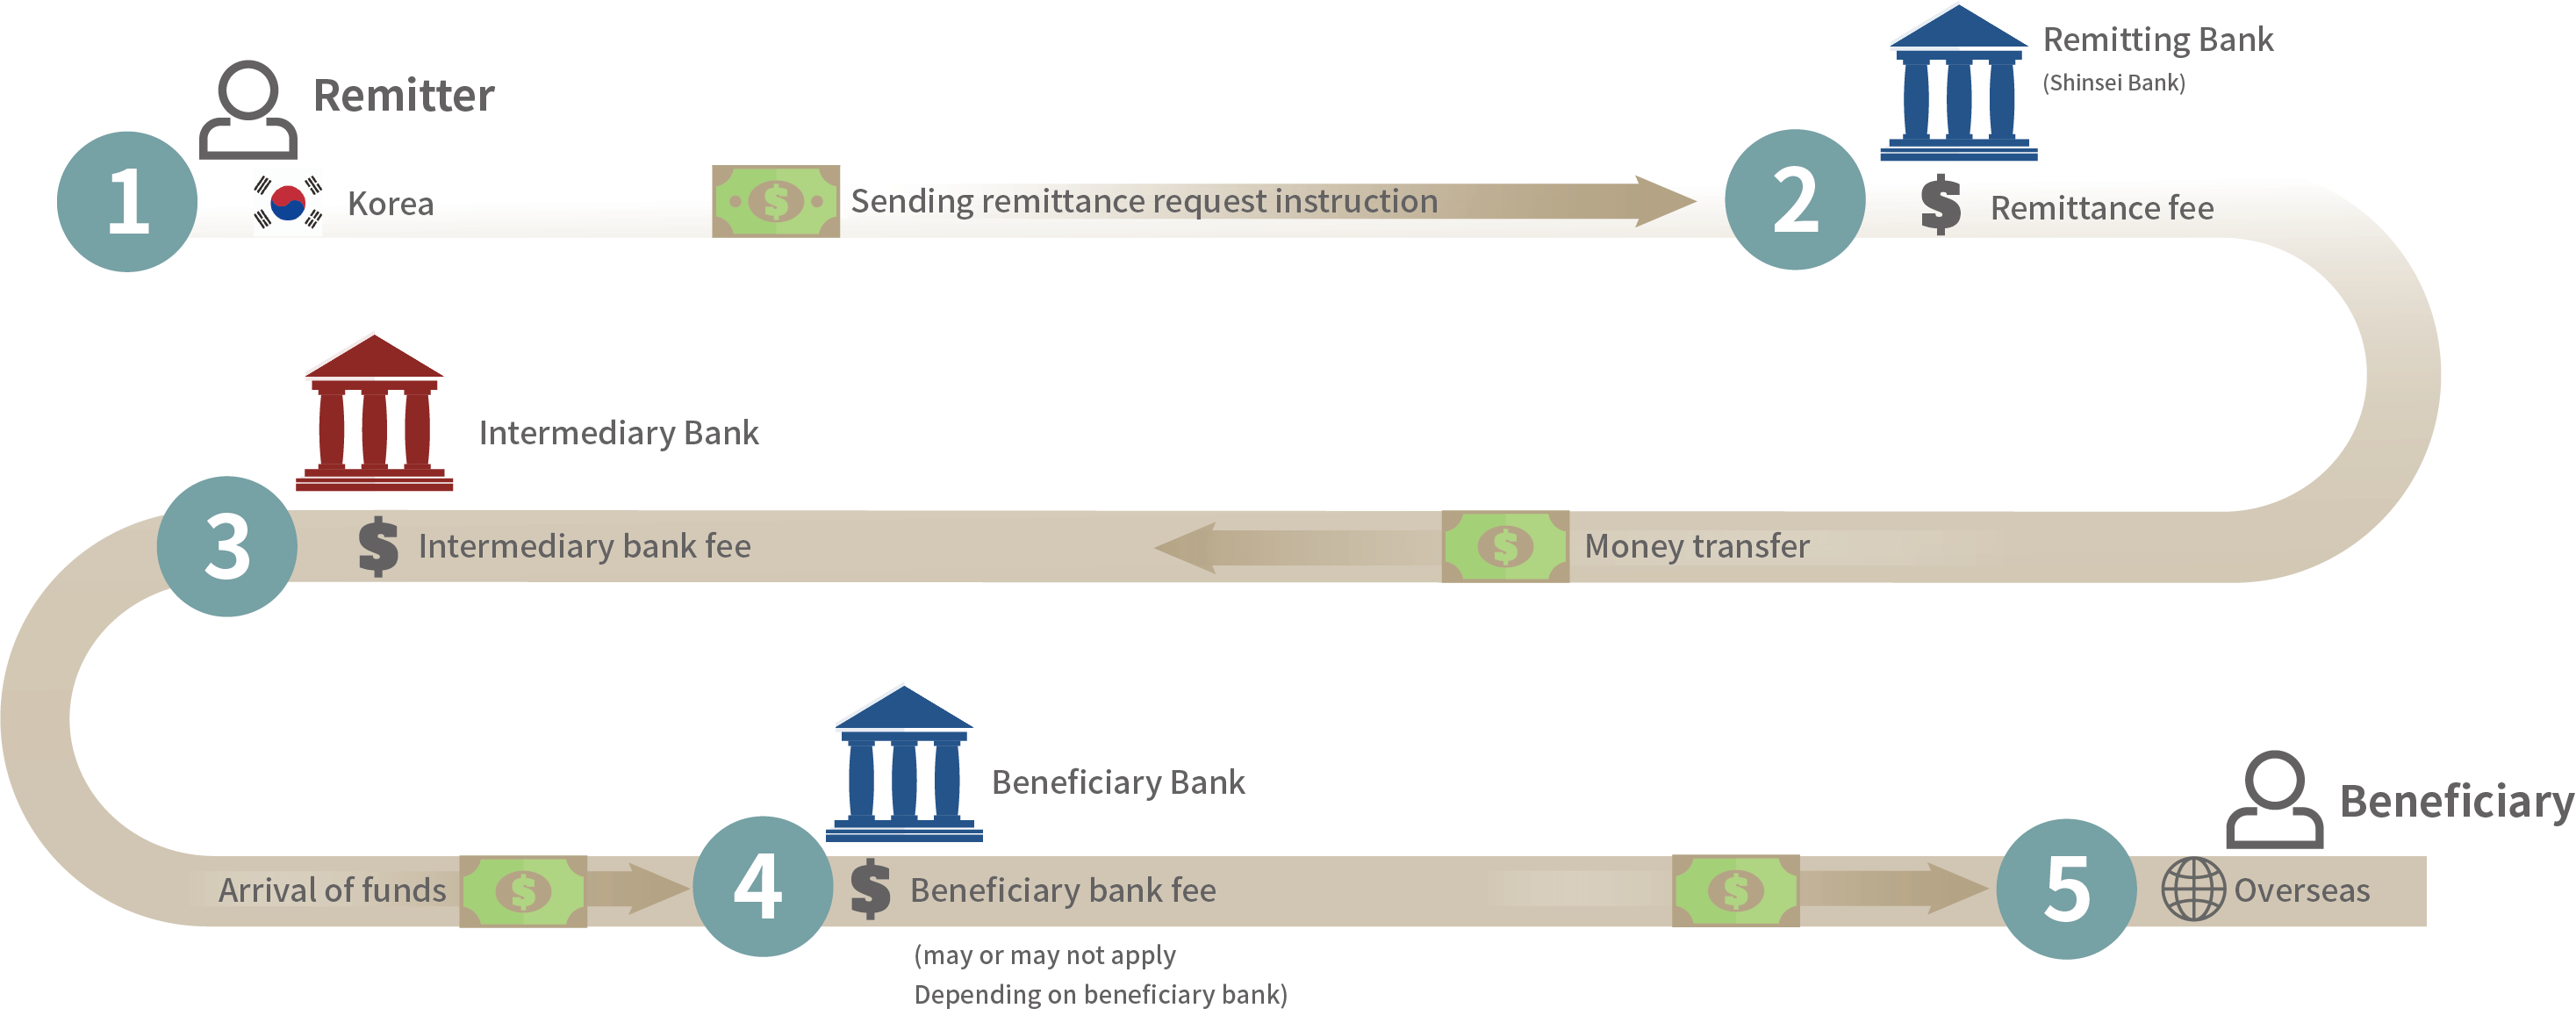 Remitter
1
Korea
Sending remittance request instruction
2
Remitting Bank
(Shinsei Bank)
$
Remittance fee
$
Money transfer
Intermediary Bank
3
$
Intermediary bank fee
Arrival of funds
$
4
Beneficiary Bank
$
Beneficiary bank fee
(may or may not apply
Depending on beneficiary bank)
$
5
Beneficiary
Overseas